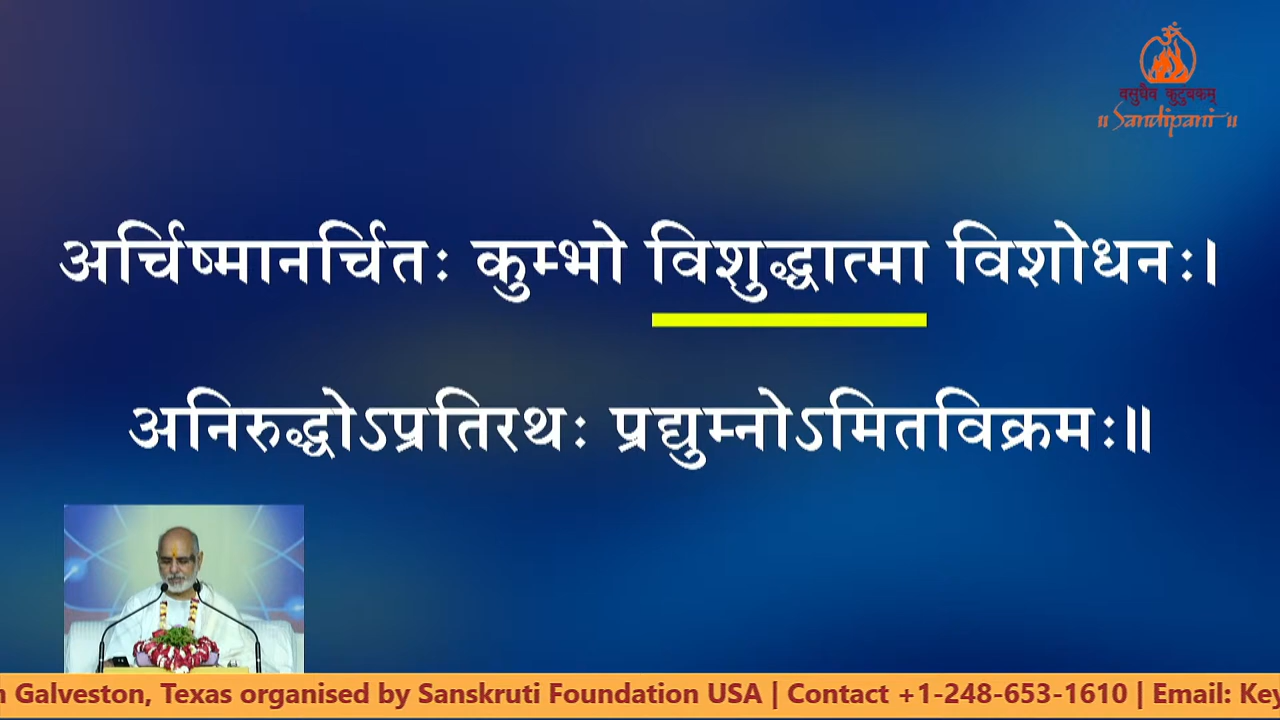 ॐ
वसुधैव कुटुंबकम्
॥ Sandipani ॥
अर्चिष्मानर्चितः कुम्भो विशुद्धात्मा विशोधनः।
अनिरुद्धोऽप्रतिरथः प्रद्युम्नोऽमितविक्रमः॥
Galveston, Texas organised by Sanskruti Foundation USA | Contact +1-248-653-1610 | Email: